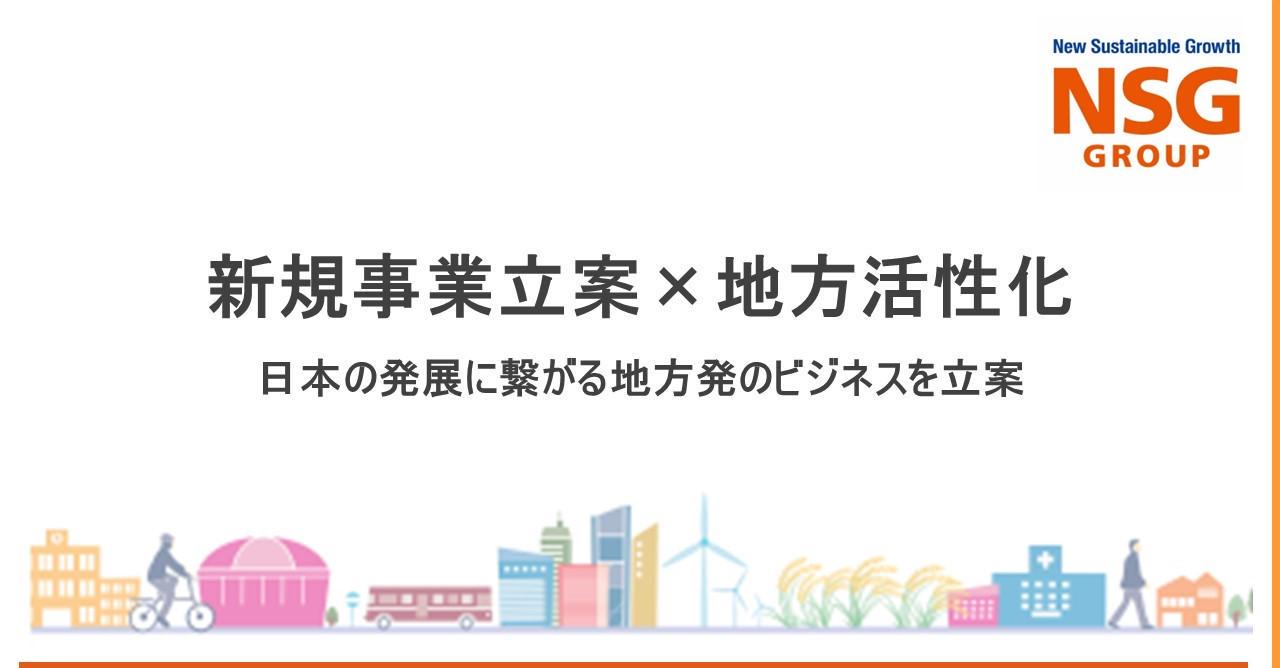 New Sustainable Growth
NSG
GROUP
新規事業立案×地方活性化
日本の発展に繋がる地方発のビジネスを立案